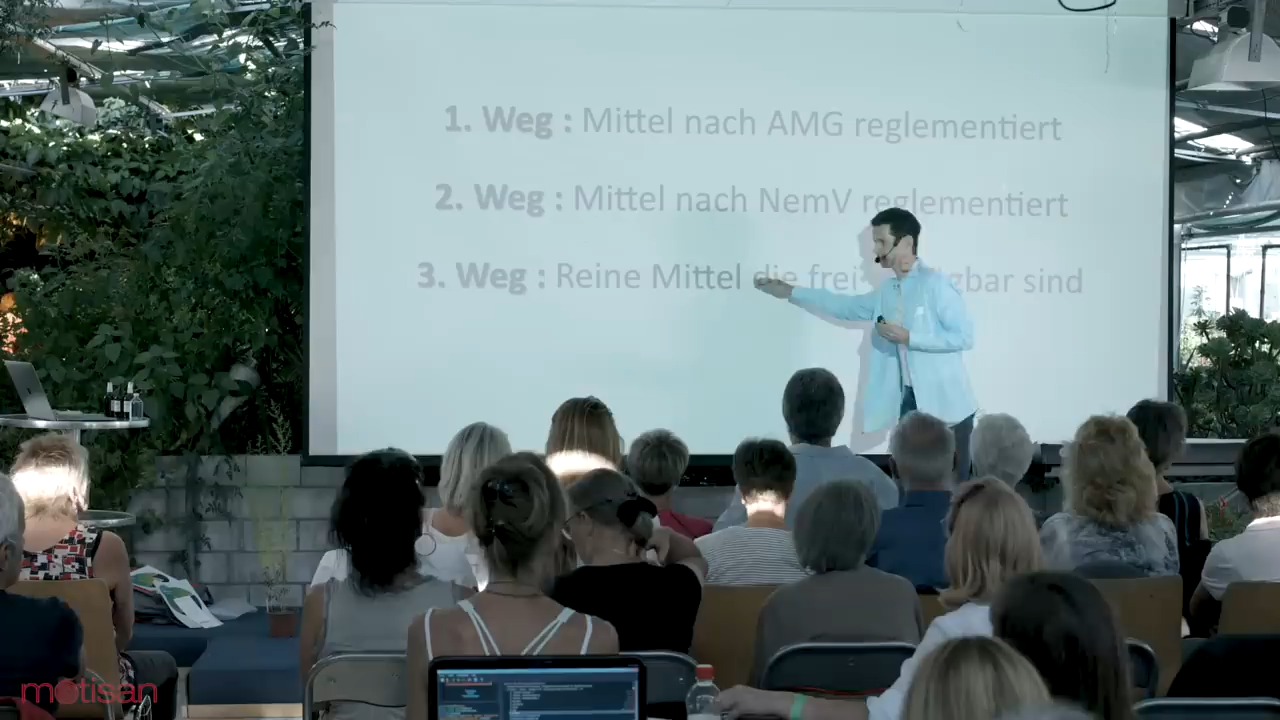 1. Weg : Mittel nach AMG reglementiert
2. Weg : Mittel nach NemV reglementiert
3. Weg : Reine Mittel die frei sind
motisan